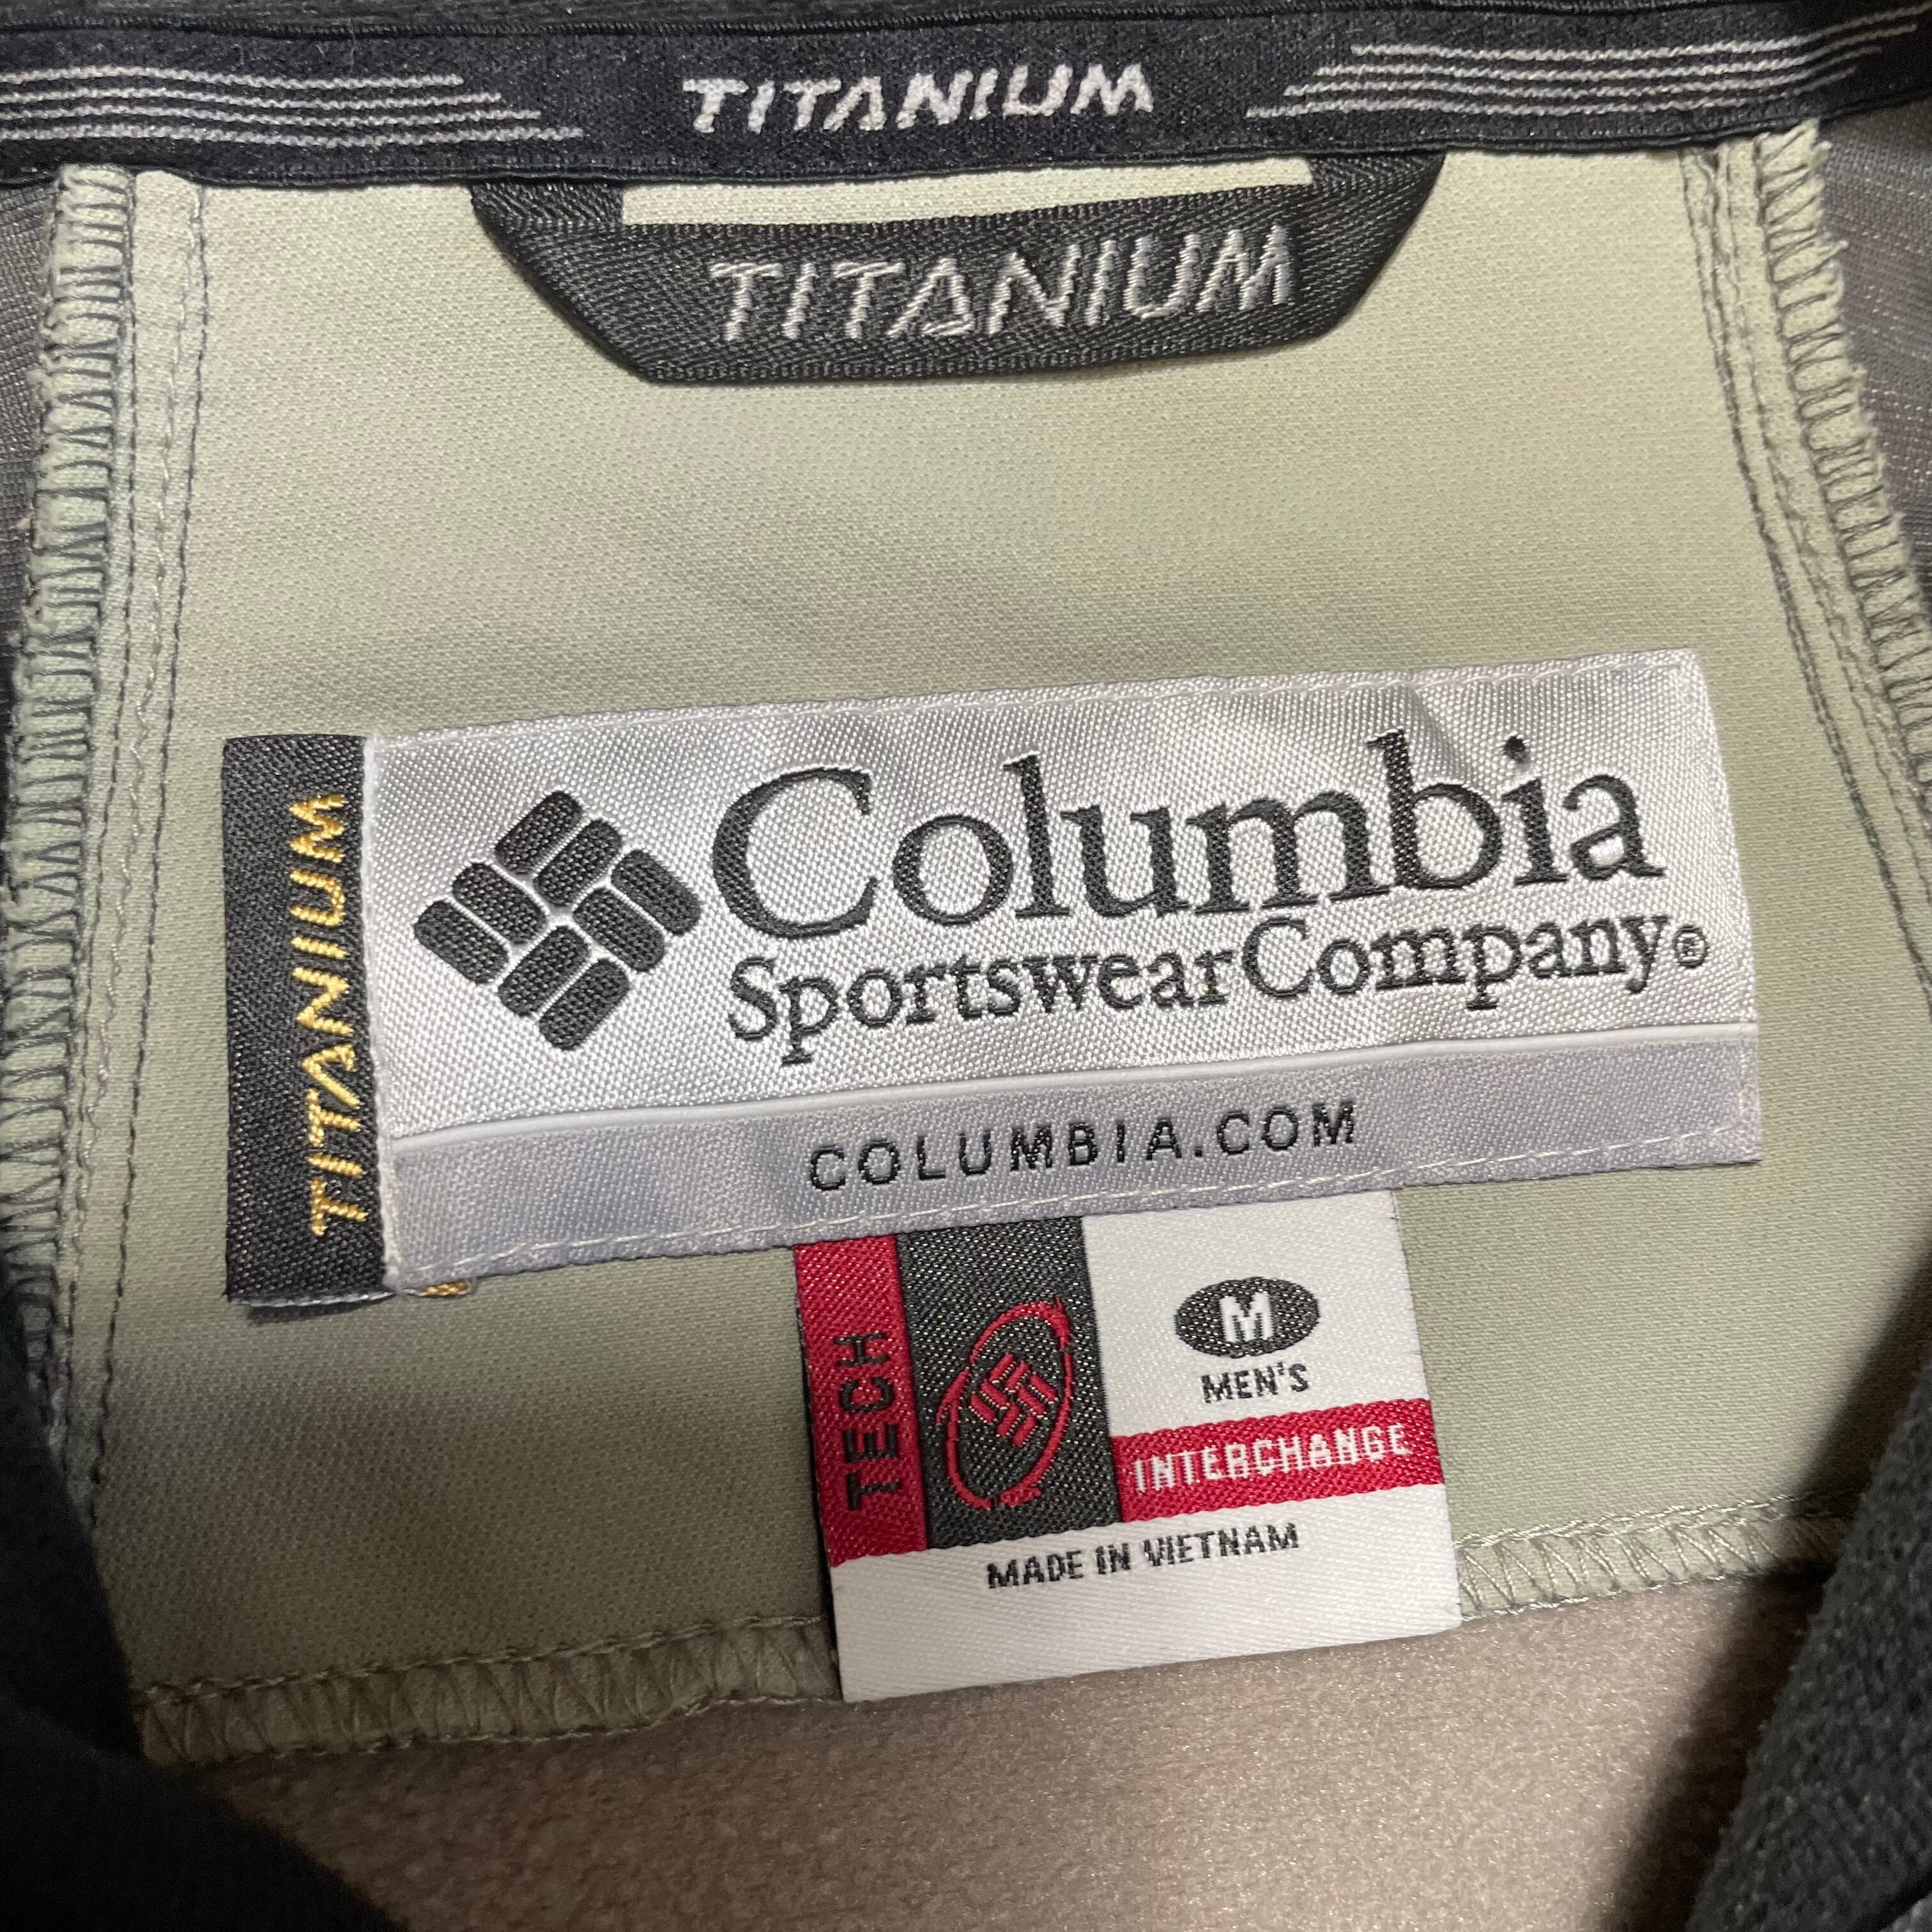 TITANIUM
TITANIUM
TITANIUM
Columbia
SportswearCompany®
COLUMBIA.COM
TECH
M
MEN'S
INTERCHANGE
MADE IN VIETNAM